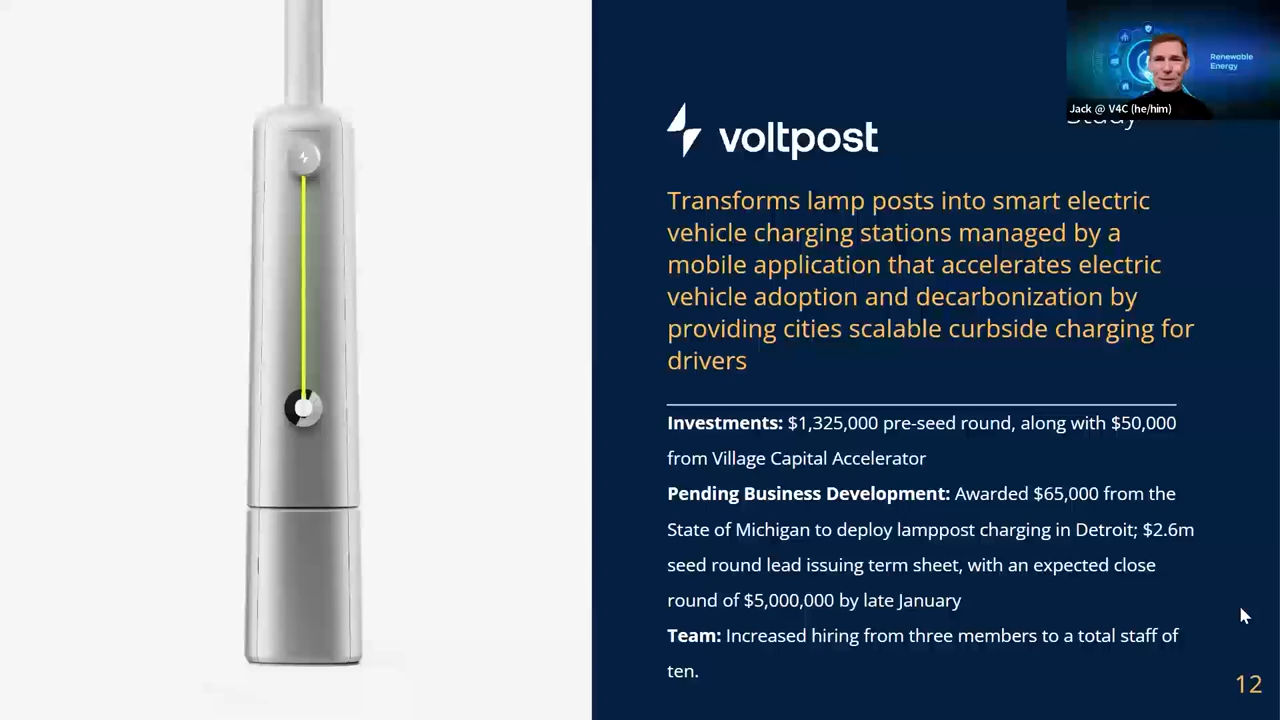 Renewable
Energy
Jack @ V4C (he/him)
Study
voltpost
Transforms lamp posts into smart electric
vehicle charging stations managed by a
mobile application that accelerates electric
vehicle adoption and decarbonization by
providing cities scalable curbside charging for
drivers
Investments: $1,325,000 pre-seed round, along with $50,000
from Village Capital Accelerator
Pending Business Development: Awarded $65,000 from the
State of Michigan to deploy lamppost charging in Detroit; $2.6m
seed round lead issuing term sheet, with an expected close
round of $5,000,000 by late January
Team: Increased hiring from three members to a total staff of
ten.
12